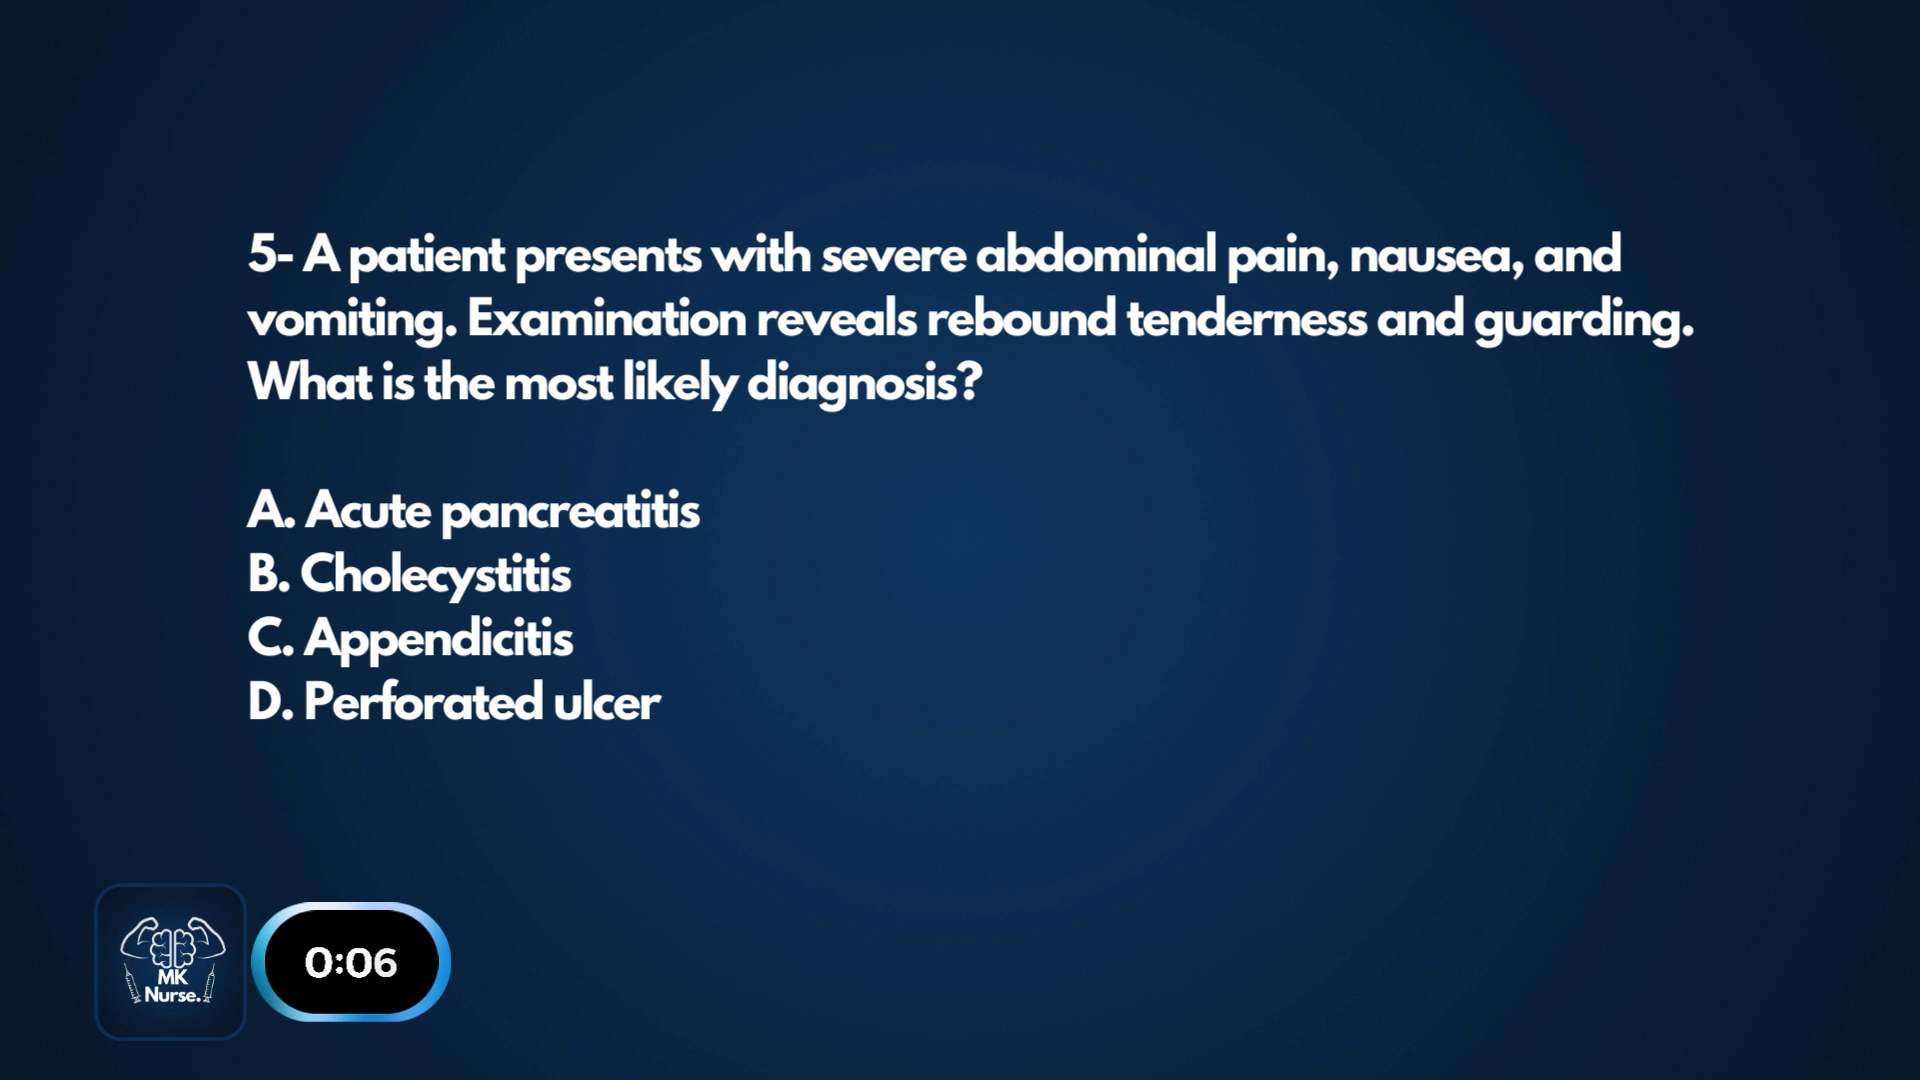 5- A patient presents with severe abdominal pain, nausea, and
vomiting. Examination reveals rebound tenderness and guarding.
What is the most likely diagnosis?
A. Acute pancreatitis
B. Cholecystitis
C. Appendicitis
D. Perforated ulcer
MK
Nurse.
0:06